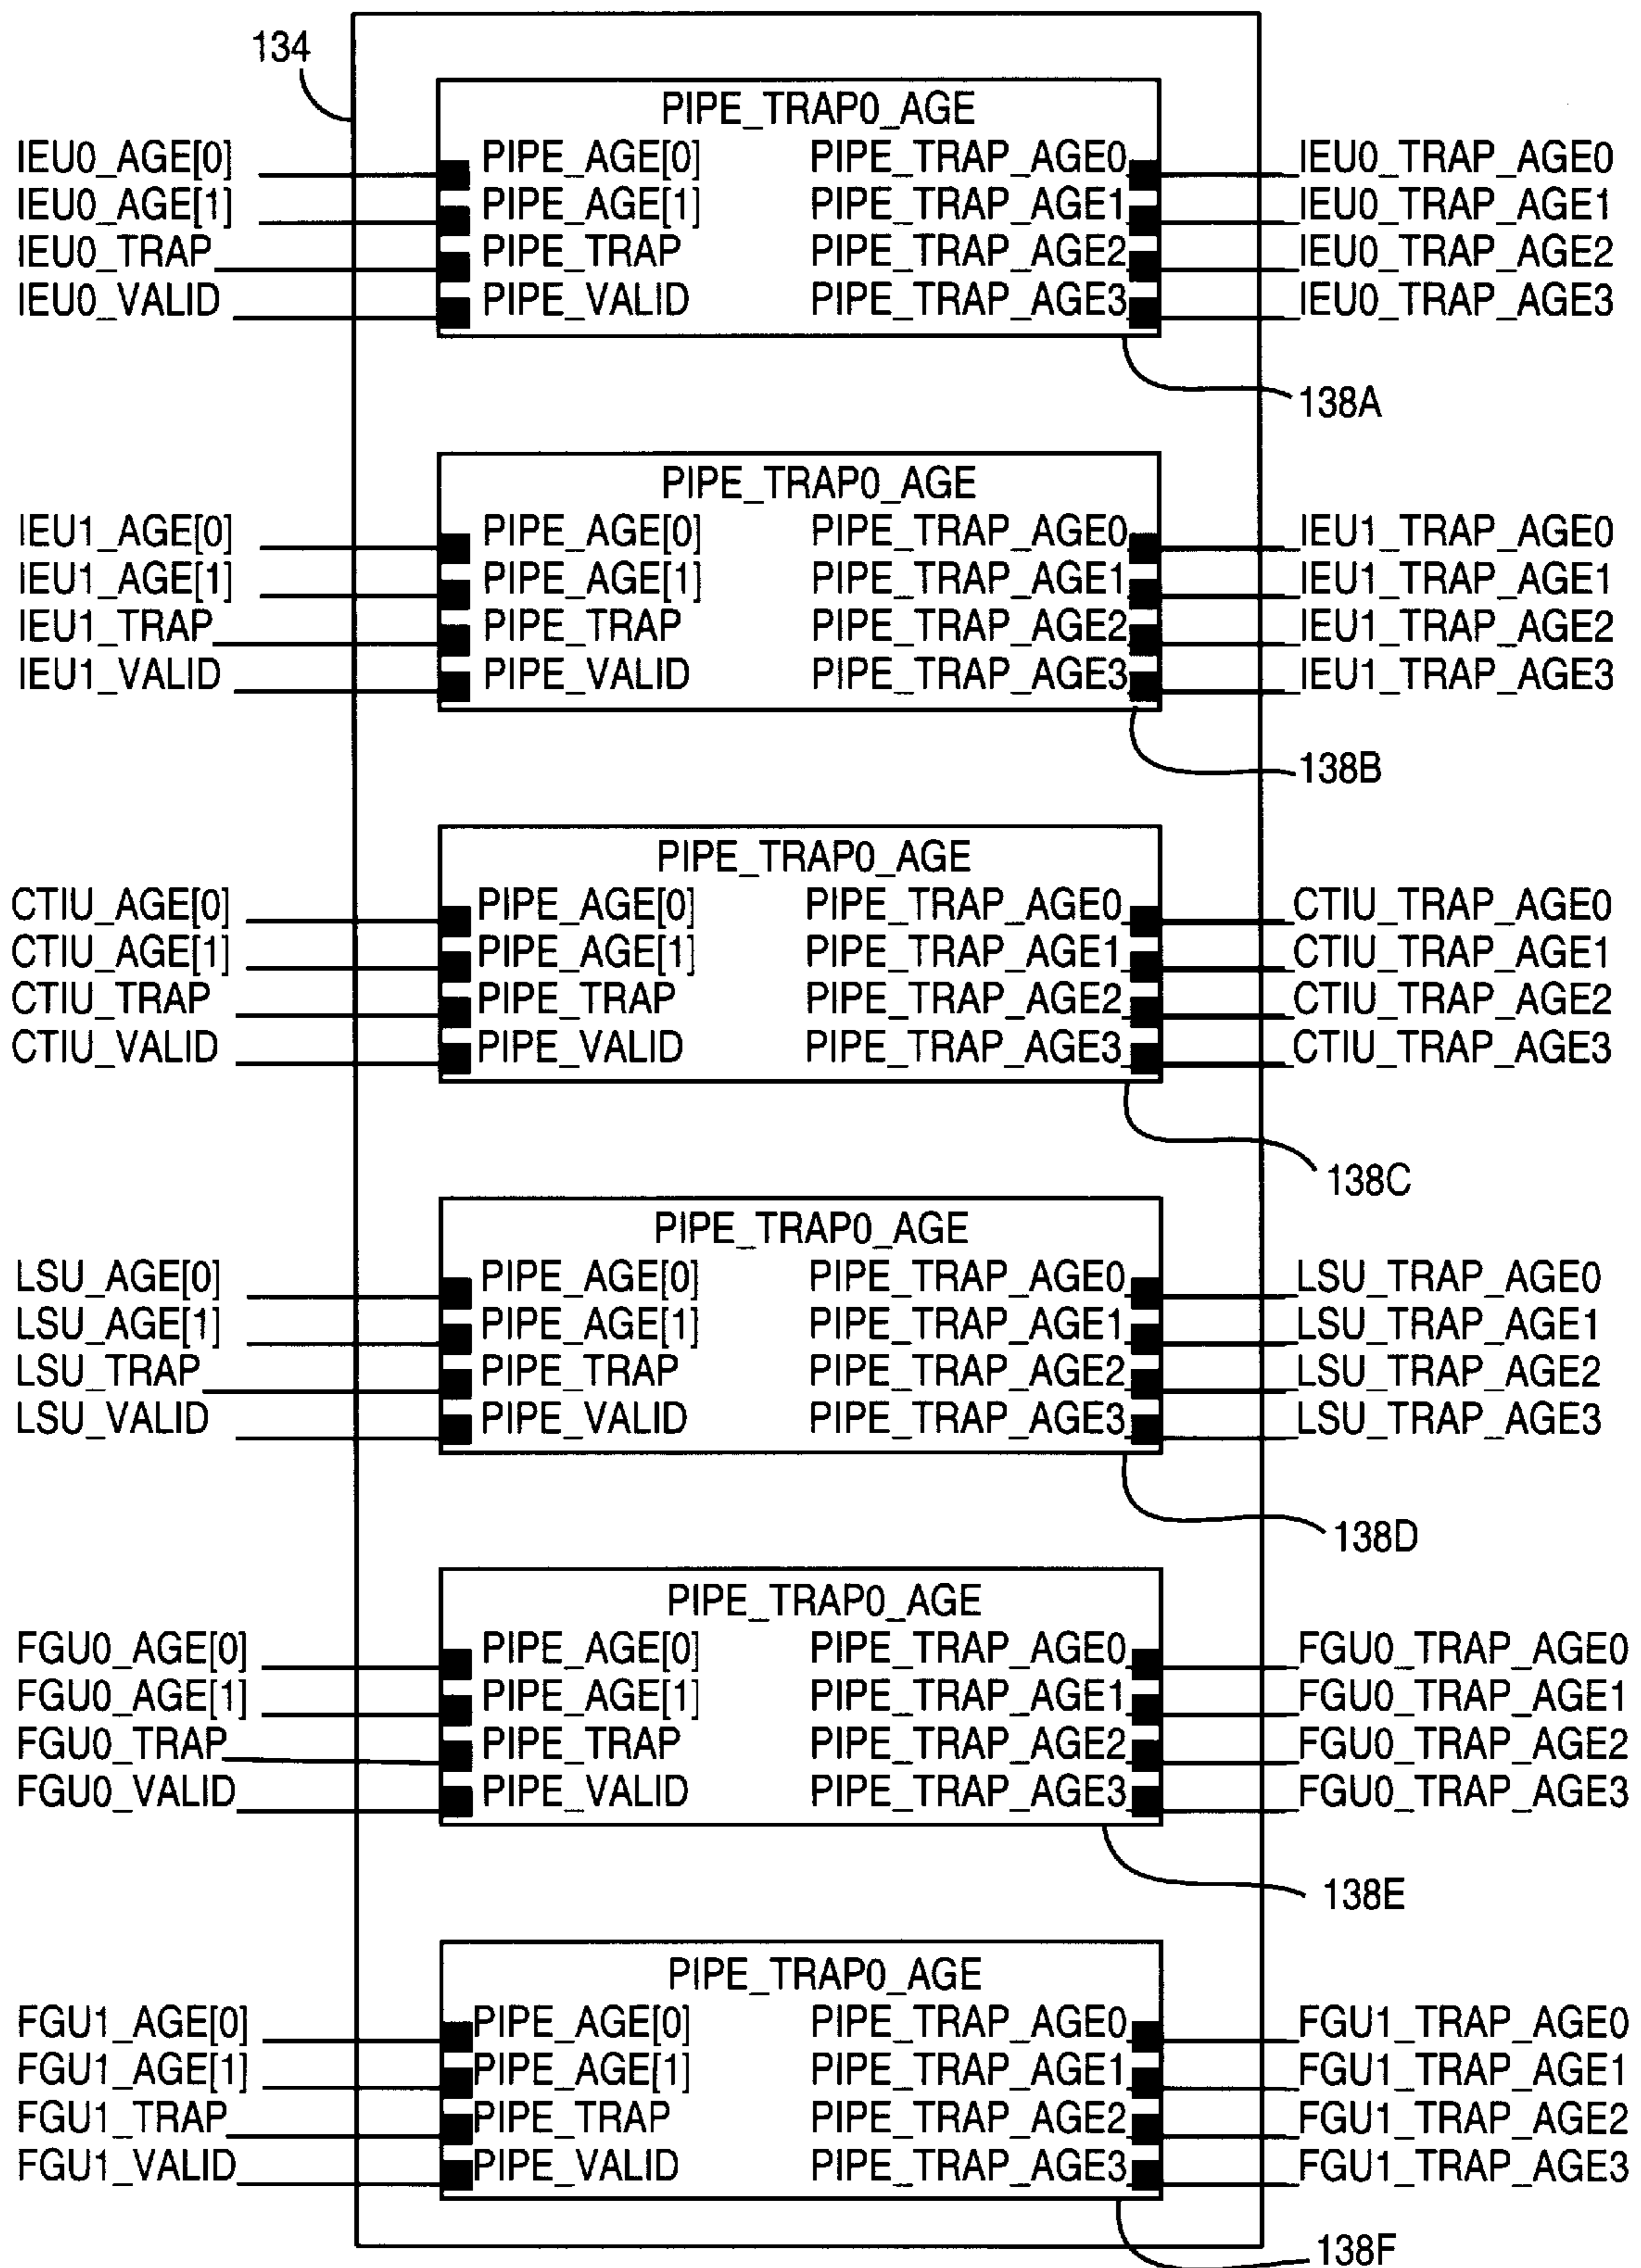 134
PIPE_TRAP0_AGE
IEU0_AGE[0] PIPE_AGE[0] PIPE_TRAP_AGE0 IEU0_TRAP_AGE0
IEU0_AGE[1] PIPE_AGE[1] PIPE_TRAP_AGE1 IEU0_TRAP_AGE1
IEU0_TRAP PIPE_TRAP PIPE_TRAP_AGE2 IEU0_TRAP_AGE2
IEU0_VALID PIPE_VALID PIPE_TRAP_AGE3 IEU0_TRAP_AGE3
138A
PIPE_TRAP0_AGE
IEU1_AGE[0] PIPE_AGE[0] PIPE_TRAP_AGE0 IEU1_TRAP_AGE0
IEU1_AGE[1] PIPE_AGE[1] PIPE_TRAP_AGE1 IEU1_TRAP_AGE1
IEU1_TRAP PIPE_TRAP PIPE_TRAP_AGE2 IEU1_TRAP_AGE2
IEU1_VALID PIPE_VALID PIPE_TRAP_AGE3 IEU1_TRAP_AGE3
138B
PIPE_TRAP0_AGE
CTIU_AGE[0] PIPE_AGE[0] PIPE_TRAP_AGE0 CTIU_TRAP_AGE0
CTIU_AGE[1] PIPE_AGE[1] PIPE_TRAP_AGE1 CTIU_TRAP_AGE1
CTIU_TRAP PIPE_TRAP PIPE_TRAP_AGE2 CTIU_TRAP_AGE2
CTIU_VALID PIPE_VALID PIPE_TRAP_AGE3 CTIU_TRAP_AGE3
138C
PIPE_TRAP0_AGE
LSU_AGE[0] PIPE_AGE[0] PIPE_TRAP_AGE0 LSU_TRAP_AGE0
LSU_AGE[1] PIPE_AGE[1] PIPE_TRAP_AGE1 LSU_TRAP_AGE1
LSU_TRAP PIPE_TRAP PIPE_TRAP_AGE2 LSU_TRAP_AGE2
LSU_VALID PIPE_VALID PIPE_TRAP_AGE3 LSU_TRAP_AGE3
138D
PIPE_TRAP0_AGE
FGU0_AGE[0] PIPE_AGE[0] PIPE_TRAP_AGE0 FGU0_TRAP_AGE0
FGU0_AGE[1] PIPE_AGE[1] PIPE_TRAP_AGE1 FGU0_TRAP_AGE1
FGU0_TRAP PIPE_TRAP PIPE_TRAP_AGE2 FGU0_TRAP_AGE2
FGU0_VALID PIPE_VALID PIPE_TRAP_AGE3 FGU0_TRAP_AGE3
138E
PIPE_TRAP0_AGE
FGU1_AGE[0] PIPE_AGE[0] PIPE_TRAP_AGE0 FGU1_TRAP_AGE0
FGU1_AGE[1] PIPE_AGE[1] PIPE_TRAP_AGE1 FGU1_TRAP_AGE1
FGU1_TRAP PIPE_TRAP PIPE_TRAP_AGE2 FGU1_TRAP_AGE2
FGU1_VALID PIPE_VALID PIPE_TRAP_AGE3 FGU1_TRAP_AGE3
138F